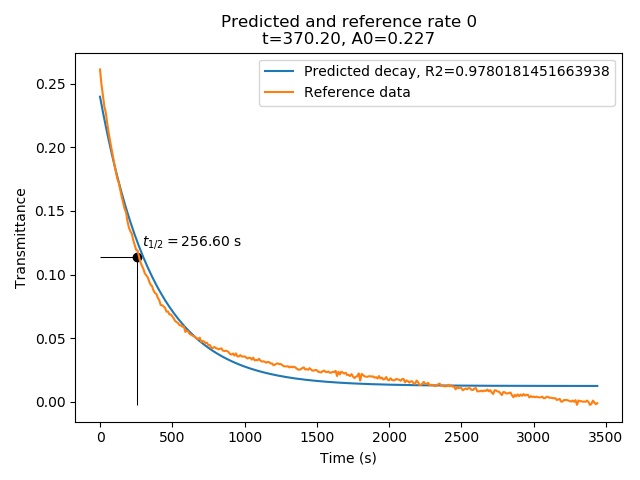 Predicted and reference rate 0
t=370.20, A0=0.227
Predicted decay, R2=0.9780181451663938
Reference data
t1/2 = 256.60 s
0.25
0.20
0.15
0.10
0.05
0.00
Transmittance
0 500 1000 1500 2000 2500 3000 3500
Time (s)